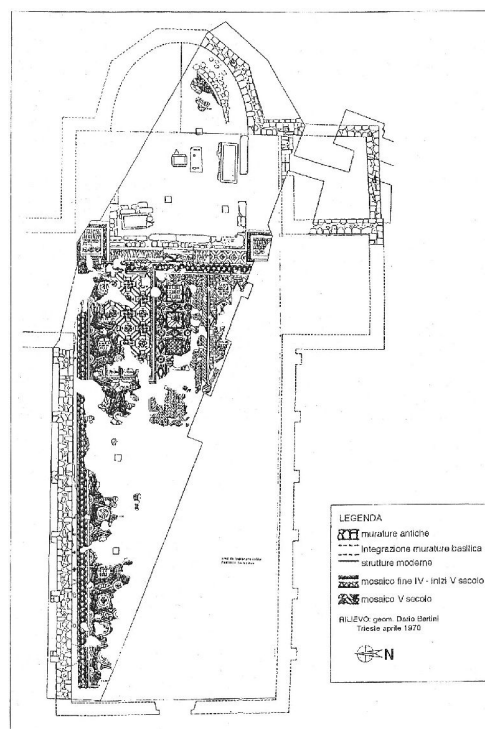 LEGENDA
murature antiche
integrazione murature basilica
strutture moderne
mosaico fine IV - inizi V secolo
mosaico V secolo
RILIEVO: geom. Dario Bertini
Trieste aprile 1970
N